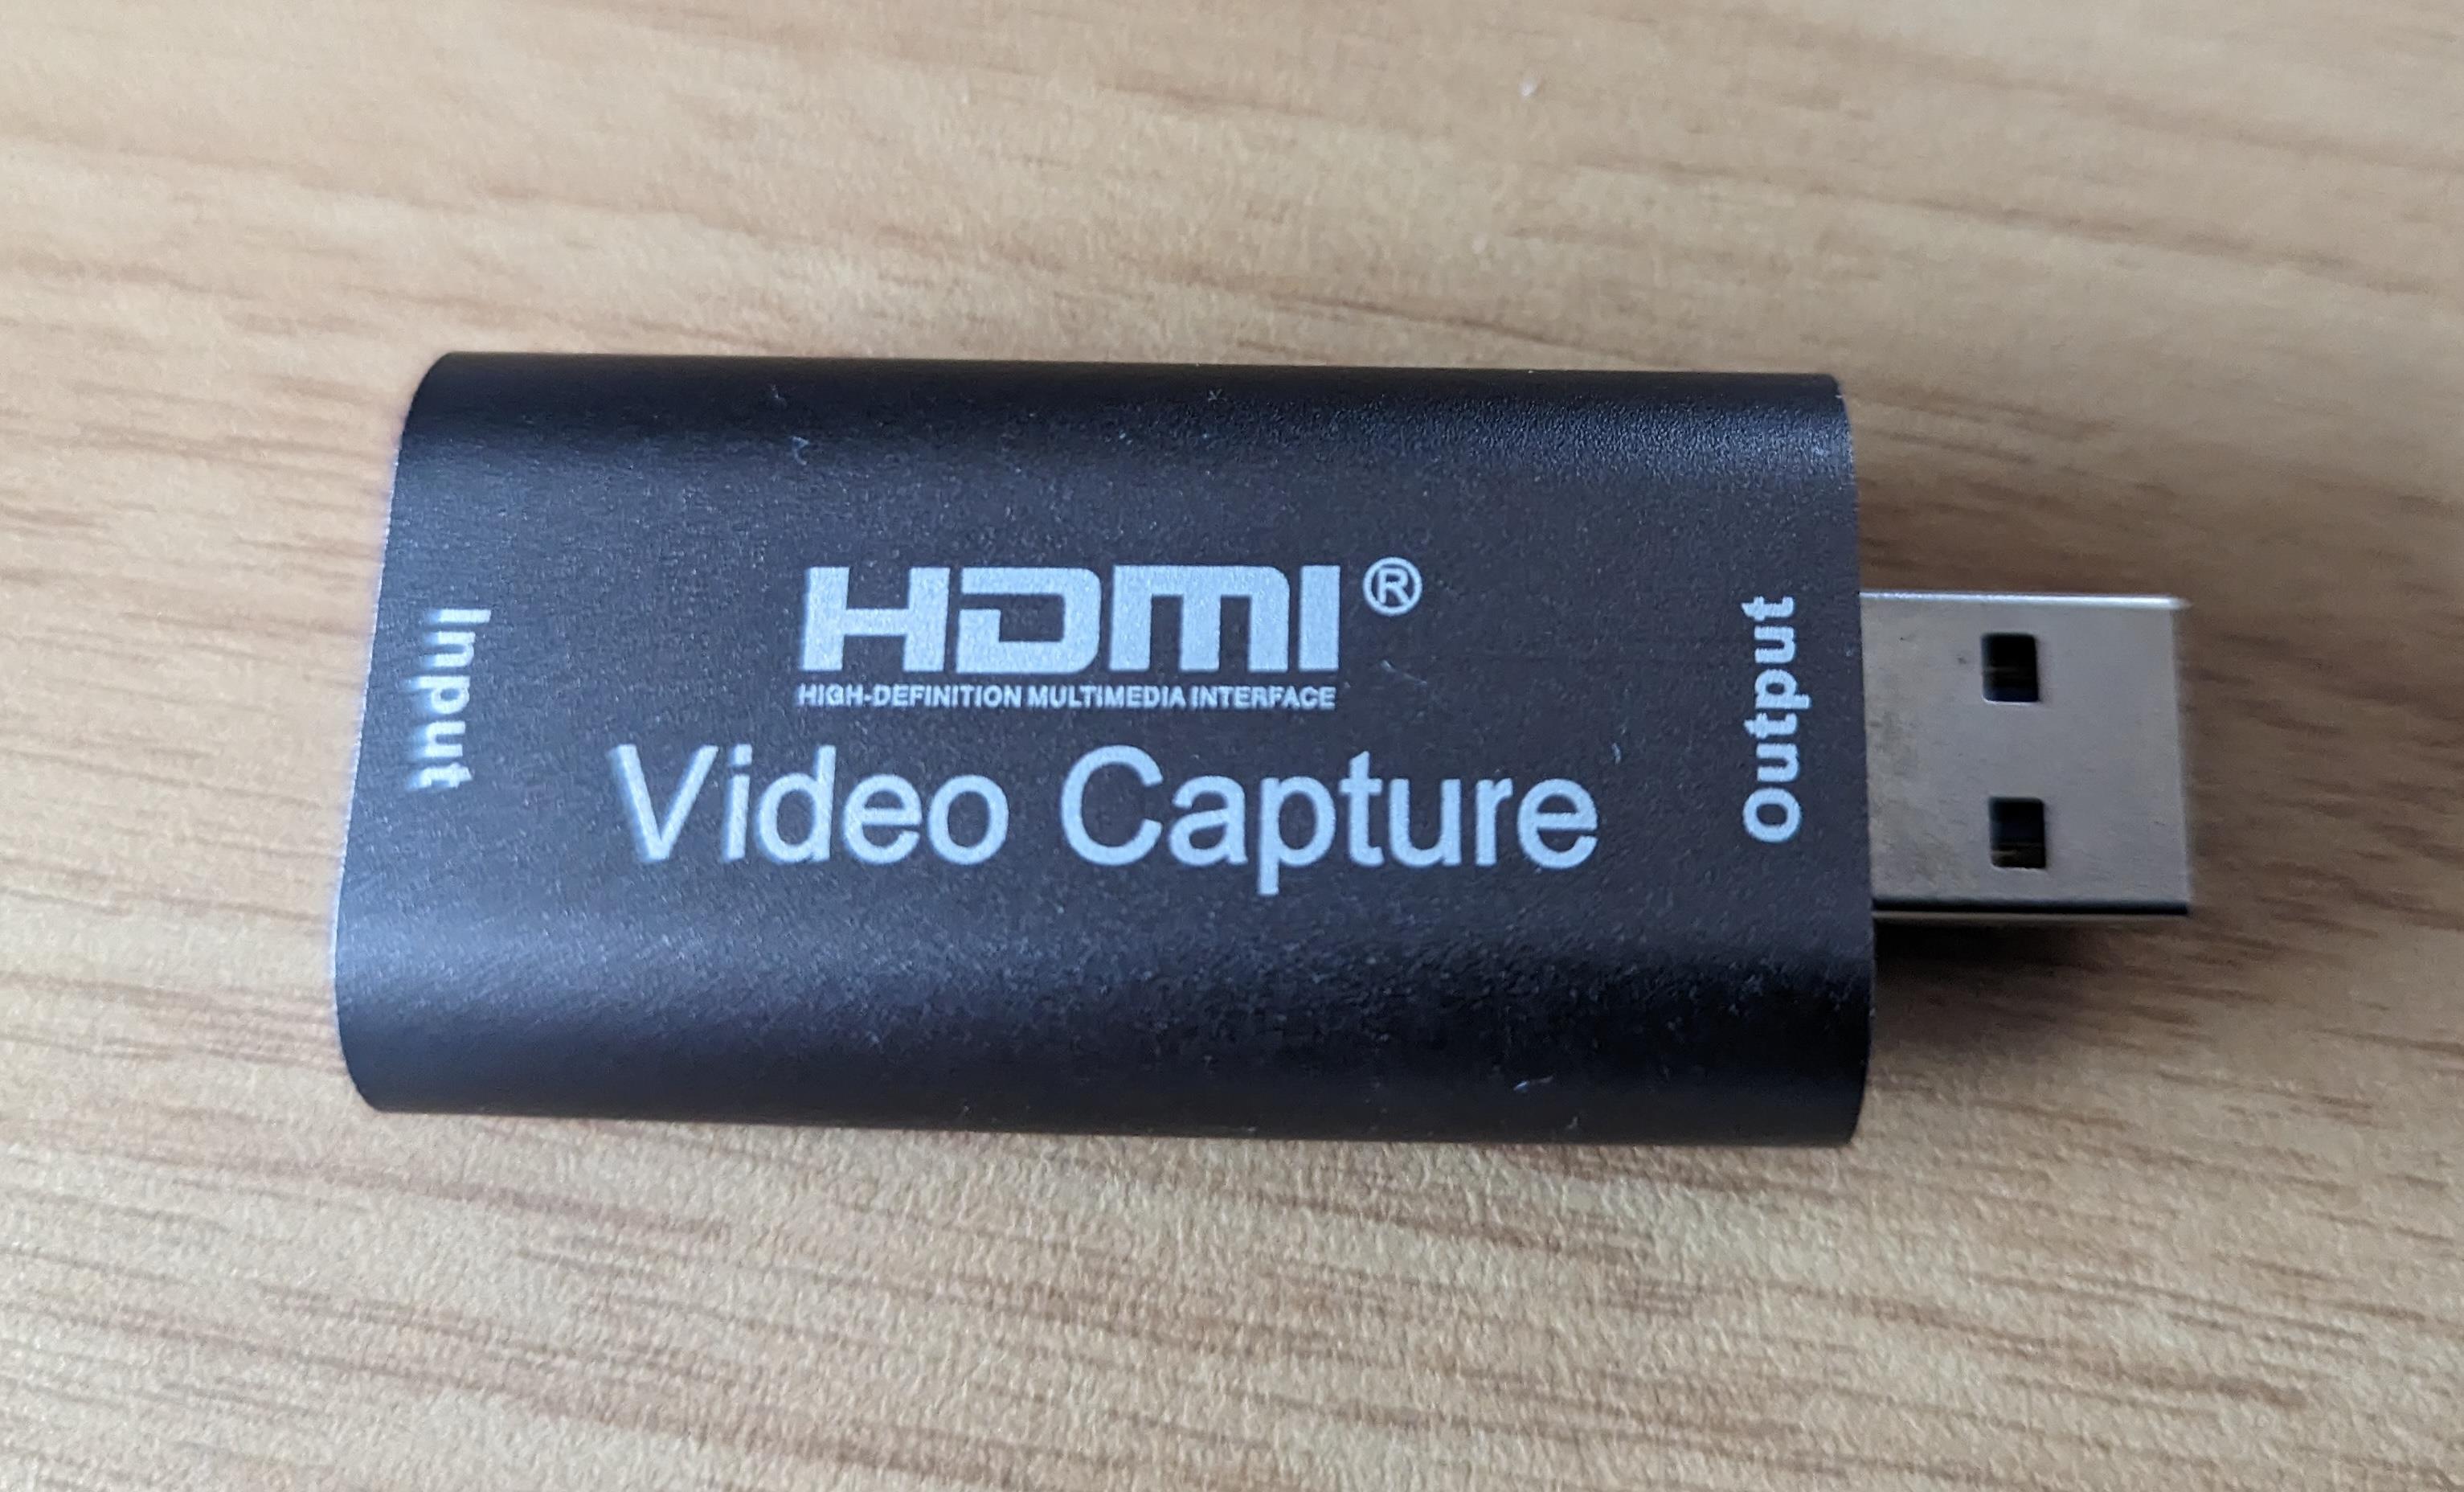 Input
HDMI®
HIGH-DEFINITION MULTIMEDIA INTERFACE
Video Capture
Output